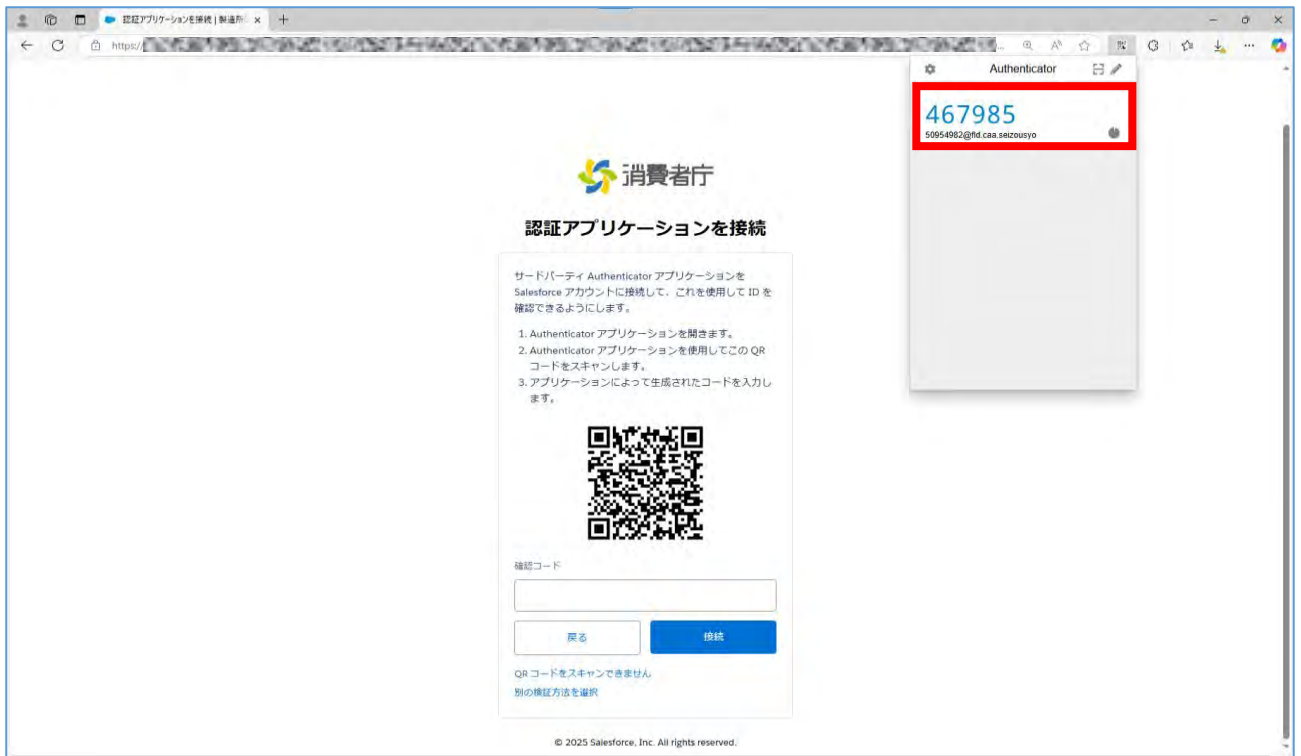 認証アプリケーションを接続 | 製造所
https://
Authenticator
467985
50954982@fld.caa.seizousyo
消費者庁
認証アプリケーションを接続
サードパーティ Authenticator アプリケーションを
Salesforce アカウントに接続して、これを使用して ID を
確認できるようにします。
1. Authenticator アプリケーションを開きます。
2. Authenticator アプリケーションを使用してこの QR
コードをスキャンします。
3. アプリケーションによって生成されたコードを入力し
ます。
確認コード
戻る
接続
QR コードをスキャンできません
別の検証方法を選択
© 2025 Salesforce, Inc. All rights reserved.